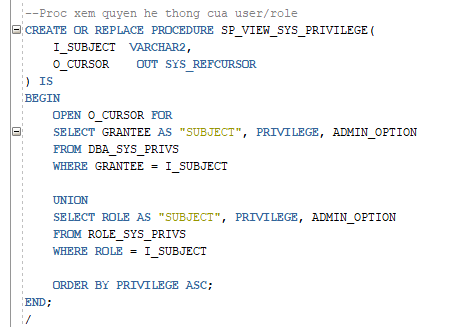 --Proc xem quyen he thong cua user/role
CREATE OR REPLACE PROCEDURE SP_VIEW_SYS_PRIVILEGE(
    I_SUBJECT  VARCHAR2,
    O_CURSOR   OUT SYS_REFCURSOR
) IS
BEGIN
    OPEN O_CURSOR FOR
    SELECT GRANTEE AS "SUBJECT", PRIVILEGE, ADMIN_OPTION
    FROM DBA_SYS_PRIVS
    WHERE GRANTEE = I_SUBJECT

    UNION
    SELECT ROLE AS "SUBJECT", PRIVILEGE, ADMIN_OPTION
    FROM ROLE_SYS_PRIVS
    WHERE ROLE = I_SUBJECT

    ORDER BY PRIVILEGE ASC;
END;
/